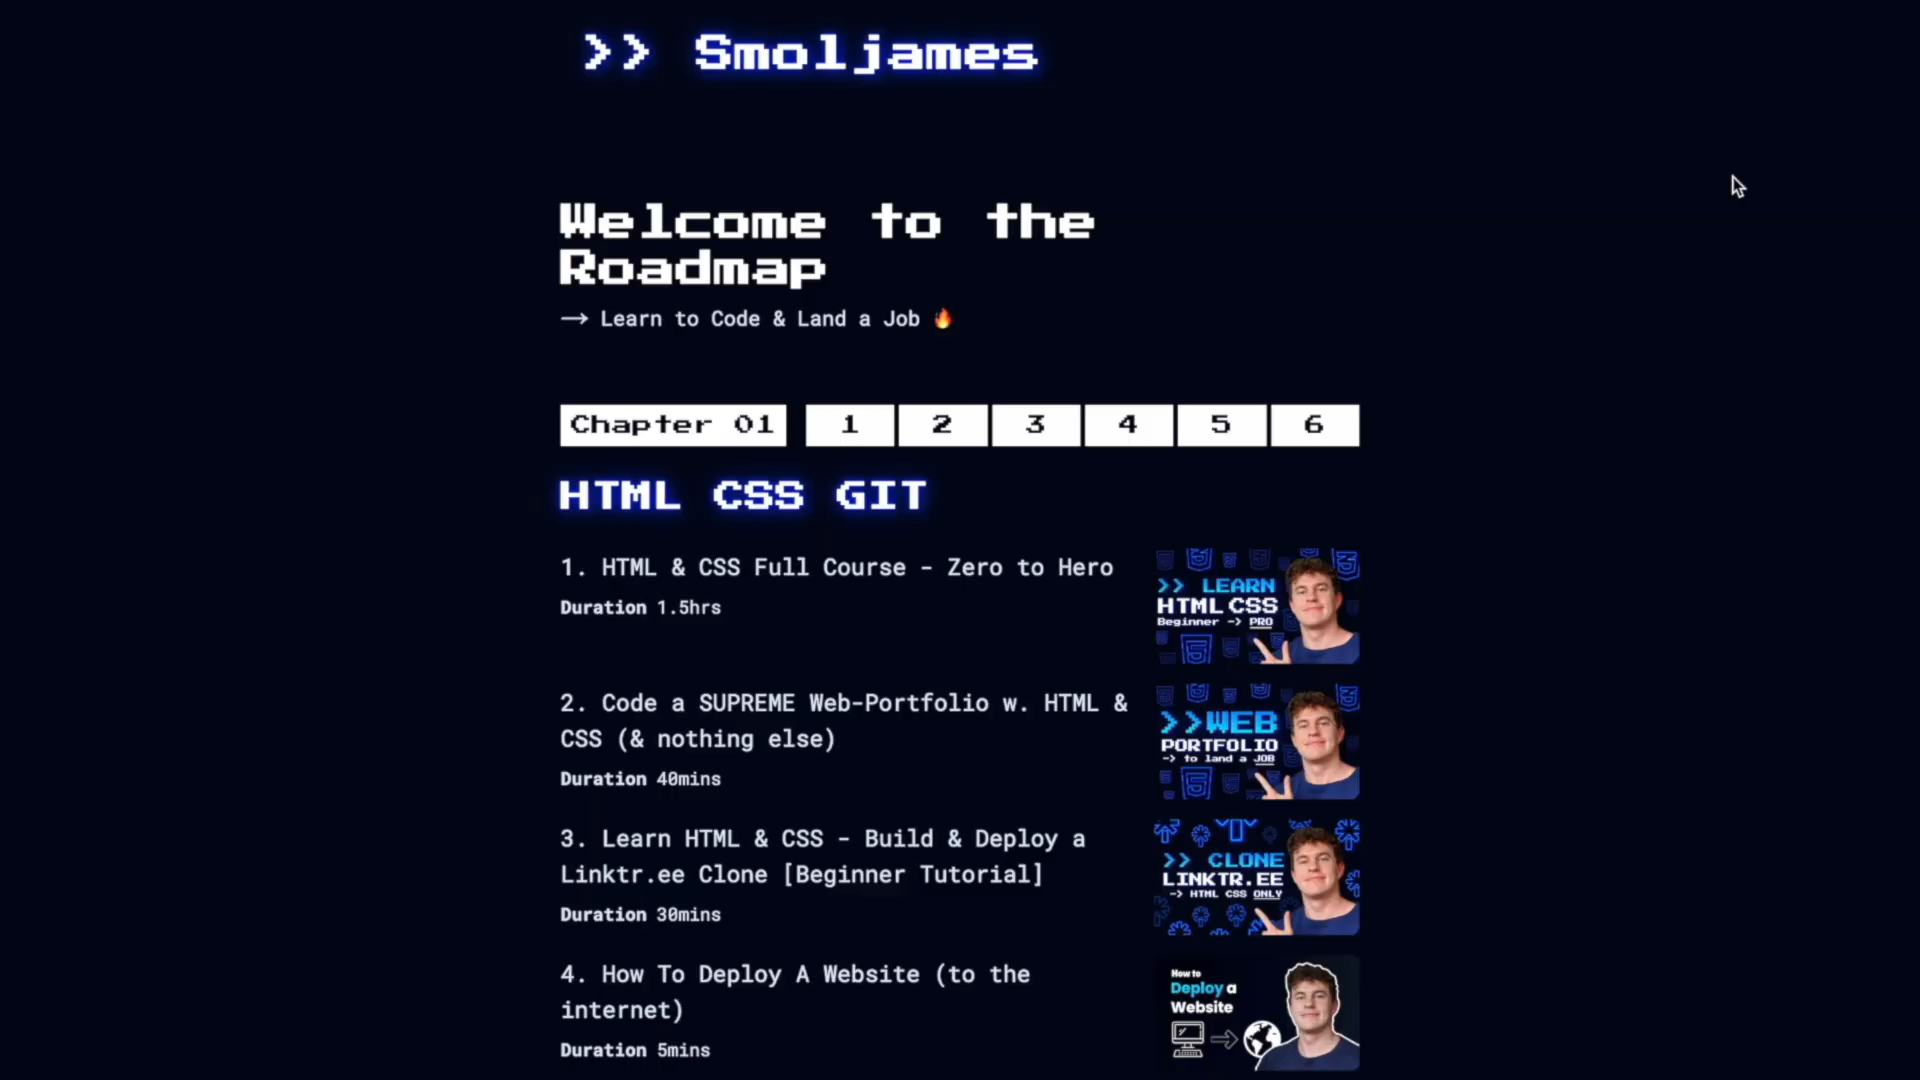 >> Smoljames
Welcome to the
Roadmap
→ Learn to Code & Land a Job 🔥
Chapter 01 1 2 3 4 5 6
HTML CSS GIT
1. HTML & CSS Full Course - Zero to Hero
Duration 1.5hrs
>> LEARN
HTML CSS
Beginner -> PRO
2. Code a SUPREME Web-Portfolio w. HTML &
CSS (& nothing else)
Duration 40mins
>>WEB
PORTFOLIO
-> to land a JOB
3. Learn HTML & CSS - Build & Deploy a
Linktr.ee Clone [Beginner Tutorial]
Duration 30mins
>> CLONE
LINKTR.EE
-> HTML CSS ONLY
4. How To Deploy A Website (to the
internet)
Duration 5mins
How to
Deploy a
Website